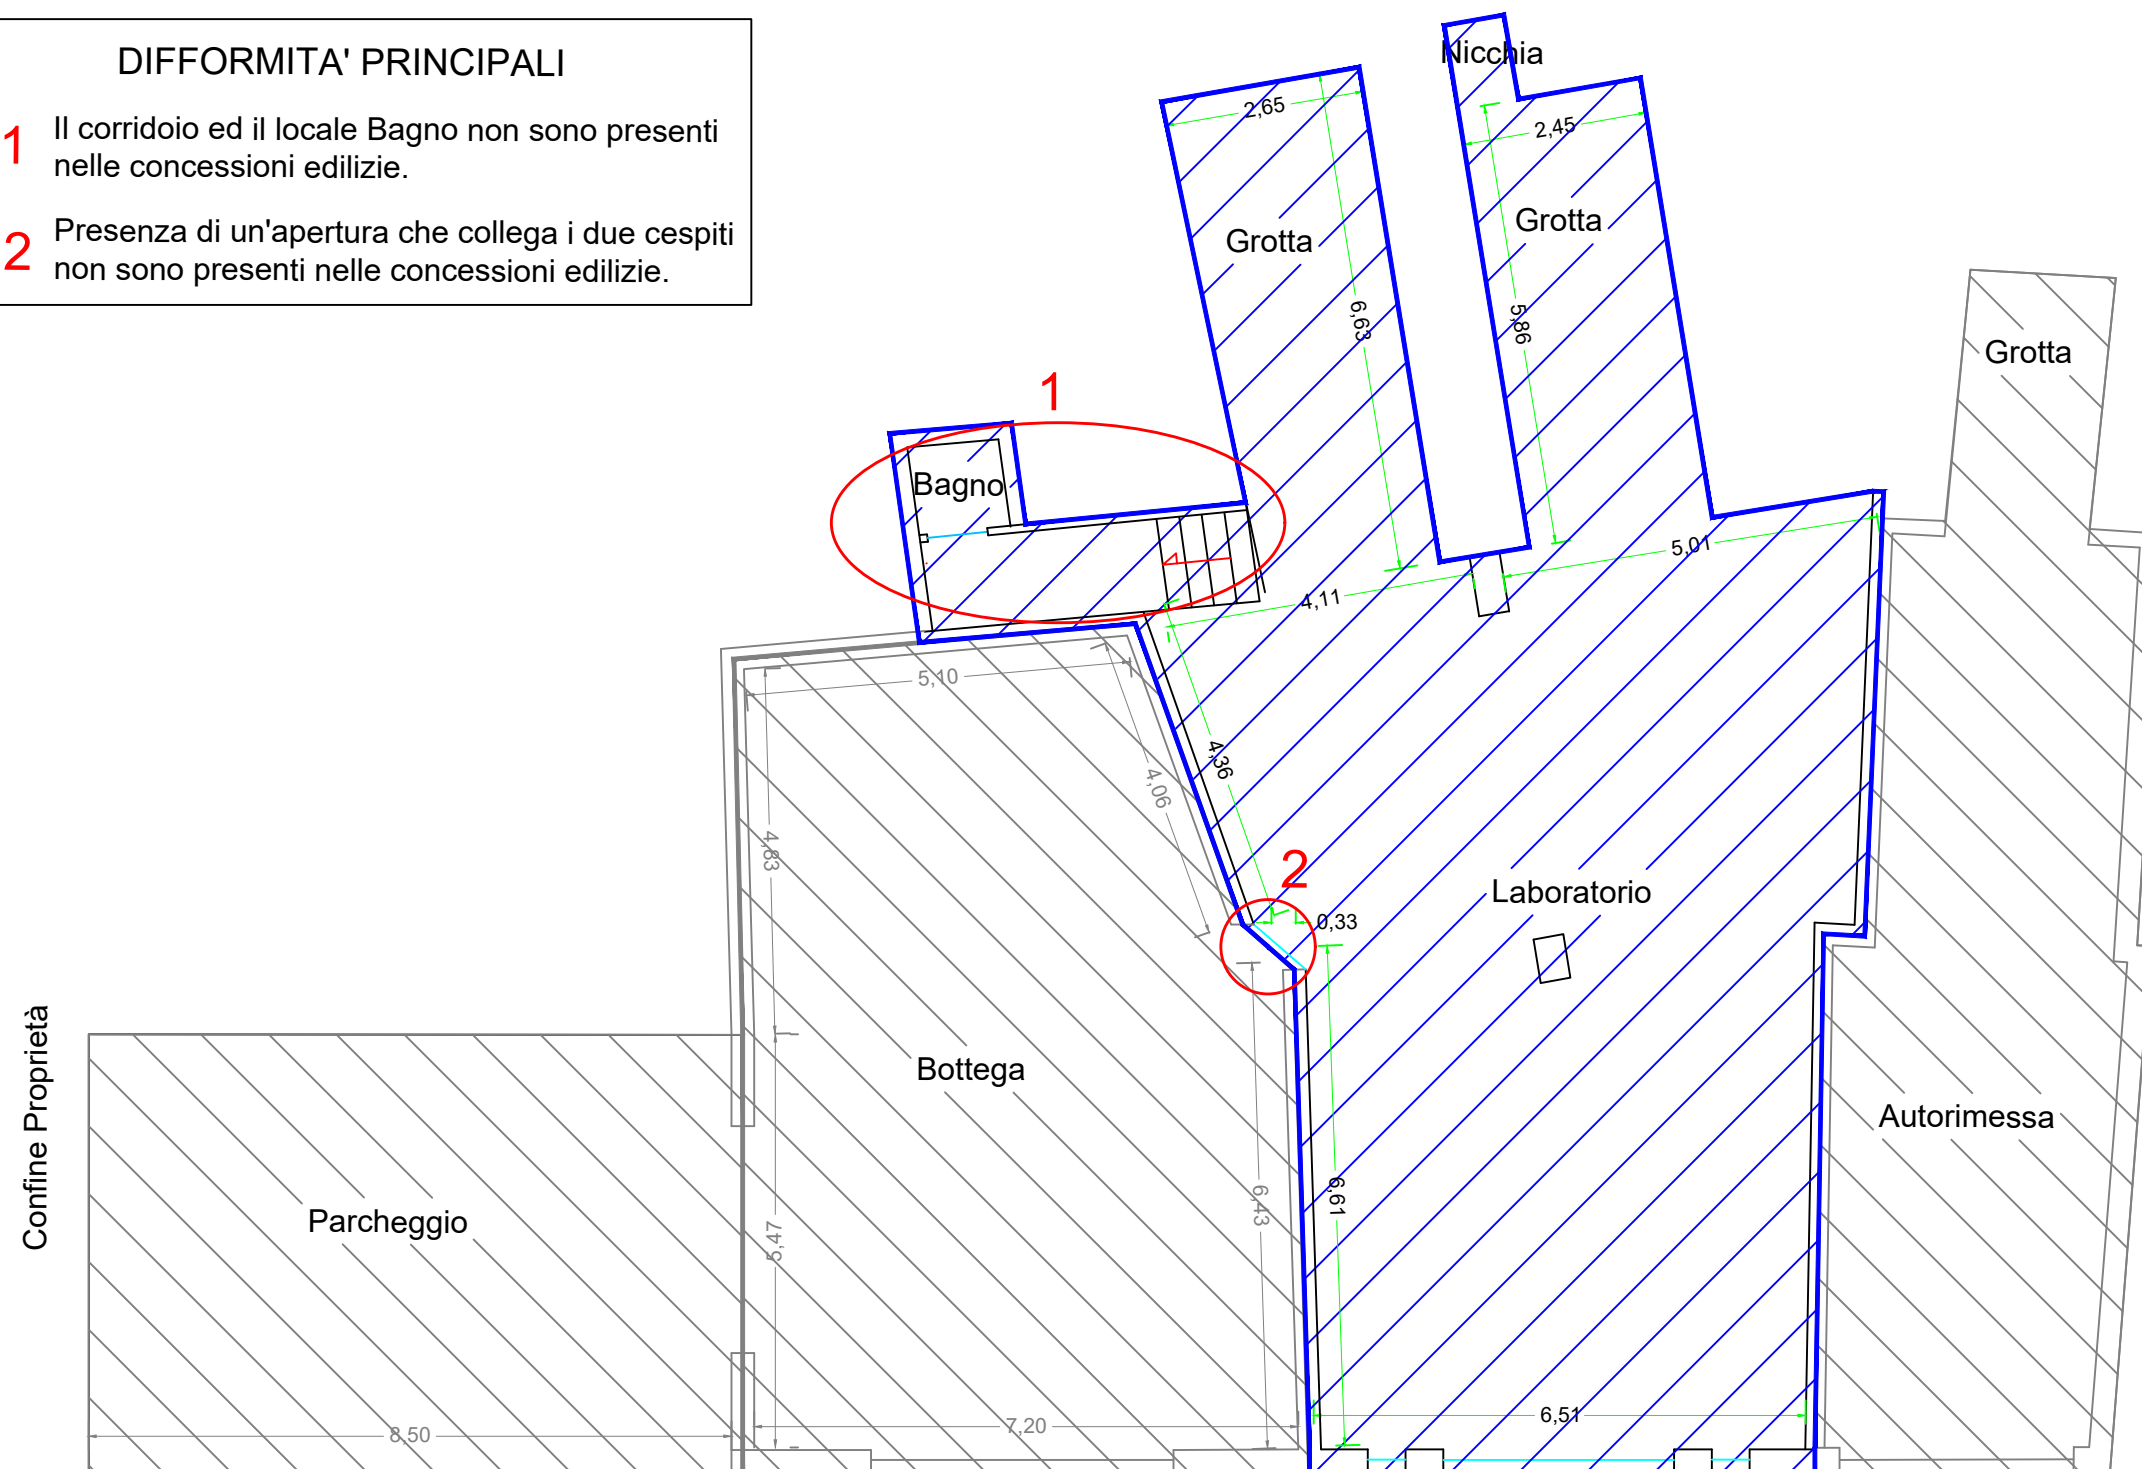 DIFFORMITA' PRINCIPALI
1 Il corridoio ed il locale Bagno non sono presenti
nelle concessioni edilizie.
2 Presenza di un'apertura che collega i due cespiti
non sono presenti nelle concessioni edilizie.
Nicchia
2,65
2,45
Grotta
Grotta
6,63
5,86
Grotta
1
Bagno
5,01
4,11
5,10
4,36
4,06
4,83
2
0,33
Laboratorio
Confine Proprietà
Bottega
Autorimessa
Parcheggio
6,43
6,61
5,47
8,50
7,20
6,51